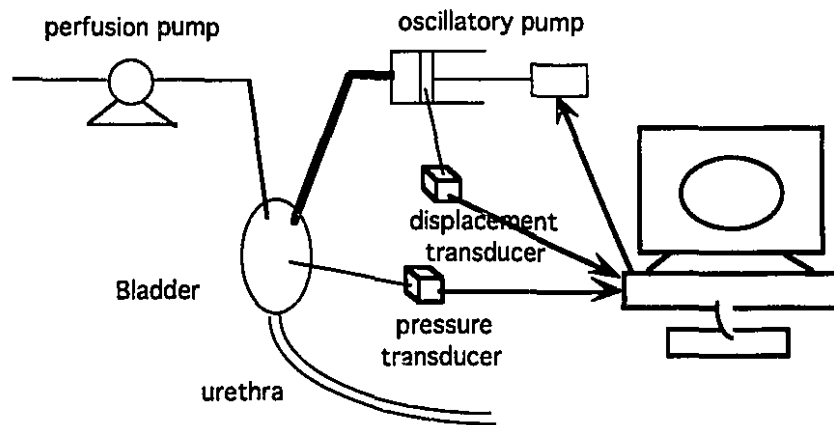 perfusion pump
oscillatory pump
displacement
transducer
Bladder
pressure
transducer
urethra